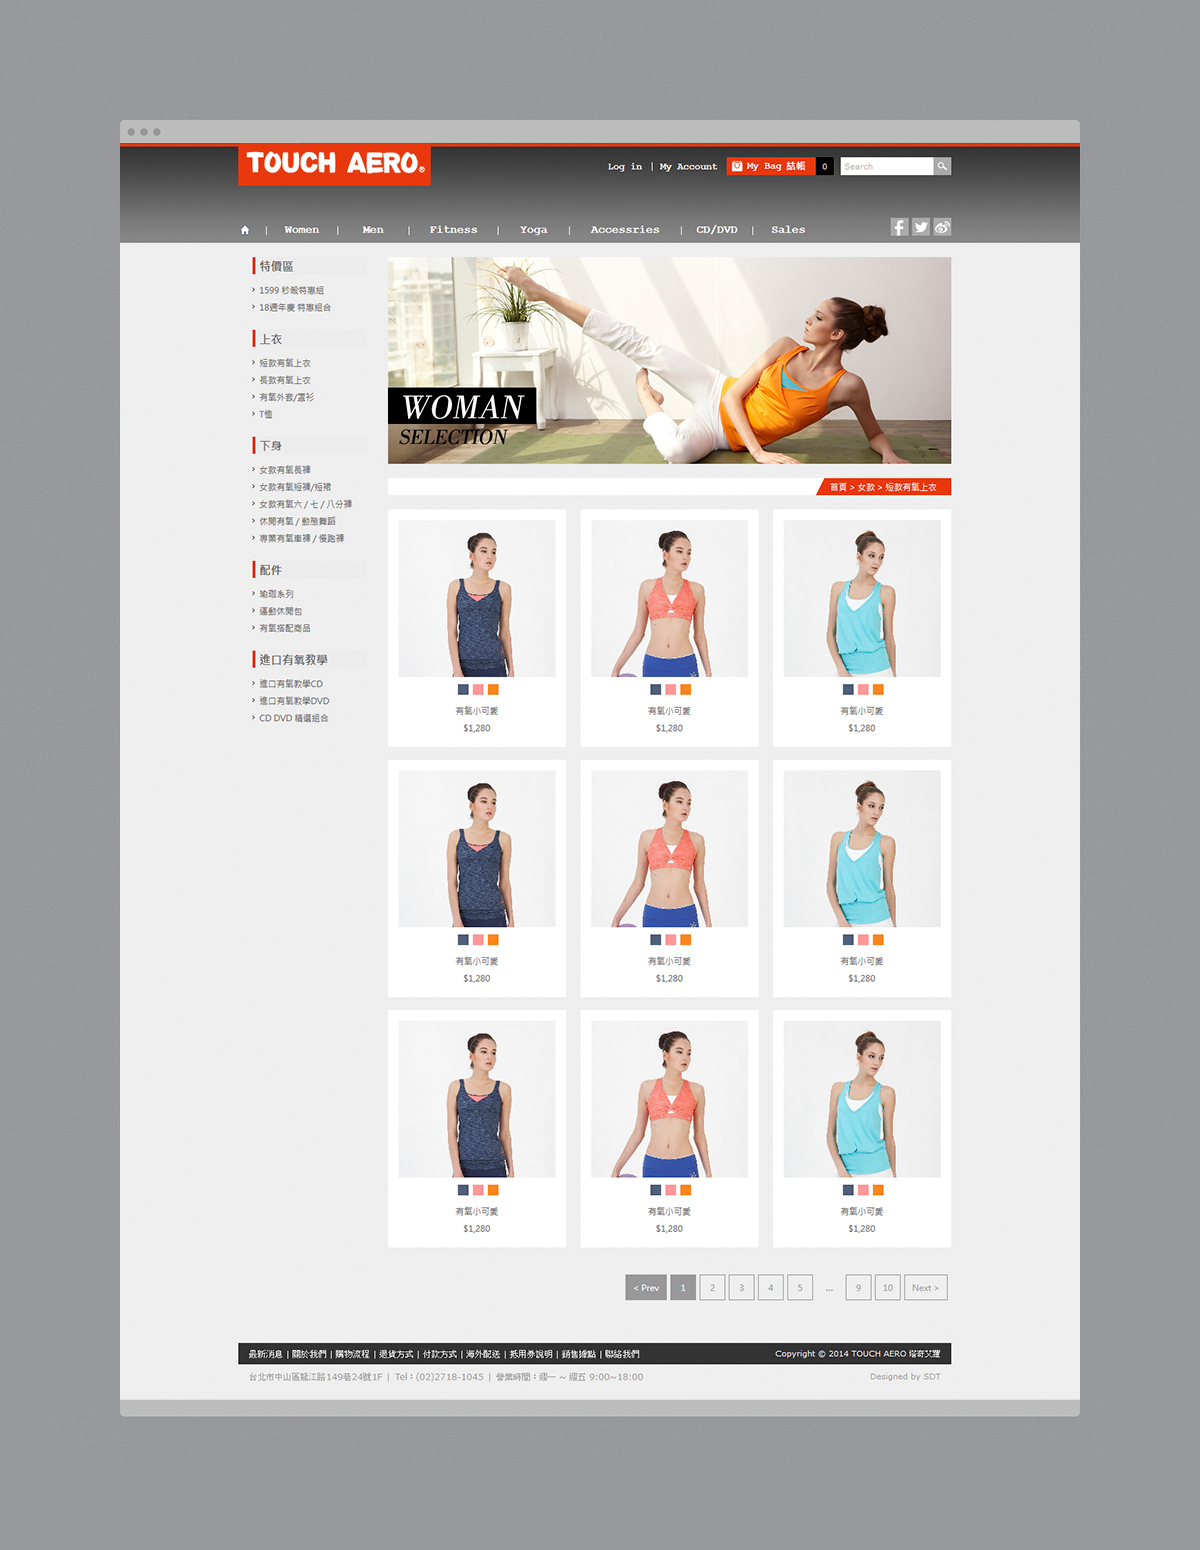 TOUCH AERO®
Log in | My Account
My Bag 結帳 0
Search
Women | Men | Fitness | Yoga | Accessries | CD/DVD | Sales
特價區
1599 秒殺特惠組
18週年慶 特惠組合
上衣
短款有氧上衣
長款有氧上衣
有氧外套/罩衫
T恤
下身
女款有氧長褲
女款有氧短褲/短裙
女款有氧六 / 七 / 八分褲
休閒有氧 / 動態舞蹈
專業有氧車褲 / 慢跑褲
配件
瑜珈系列
運動休閒包
有氧搭配商品
進口有氧教學
進口有氧教學CD
進口有氧教學DVD
CD DVD 精選組合
WOMAN
SELECTION
首頁 > 女款 > 短款有氧上衣
有氧小可愛
$1,280
有氧小可愛
$1,280
有氧小可愛
$1,280
有氧小可愛
$1,280
有氧小可愛
$1,280
有氧小可愛
$1,280
有氧小可愛
$1,280
有氧小可愛
$1,280
有氧小可愛
$1,280
< Prev 1 2 3 4 5 ... 9 10 Next >
最新消息 | 關於我們 | 購物流程 | 退貨方式 | 付款方式 | 海外配送 | 抵用券說明 | 銷售據點 | 聯絡我們
Copyright © 2014 TOUCH AERO 塔奇艾羅
台北市中山區龍江路149巷24號1F | Tel：(02)2718-1045 | 營業時間：週一 ~ 週五 9:00~18:00
Designed by SDT